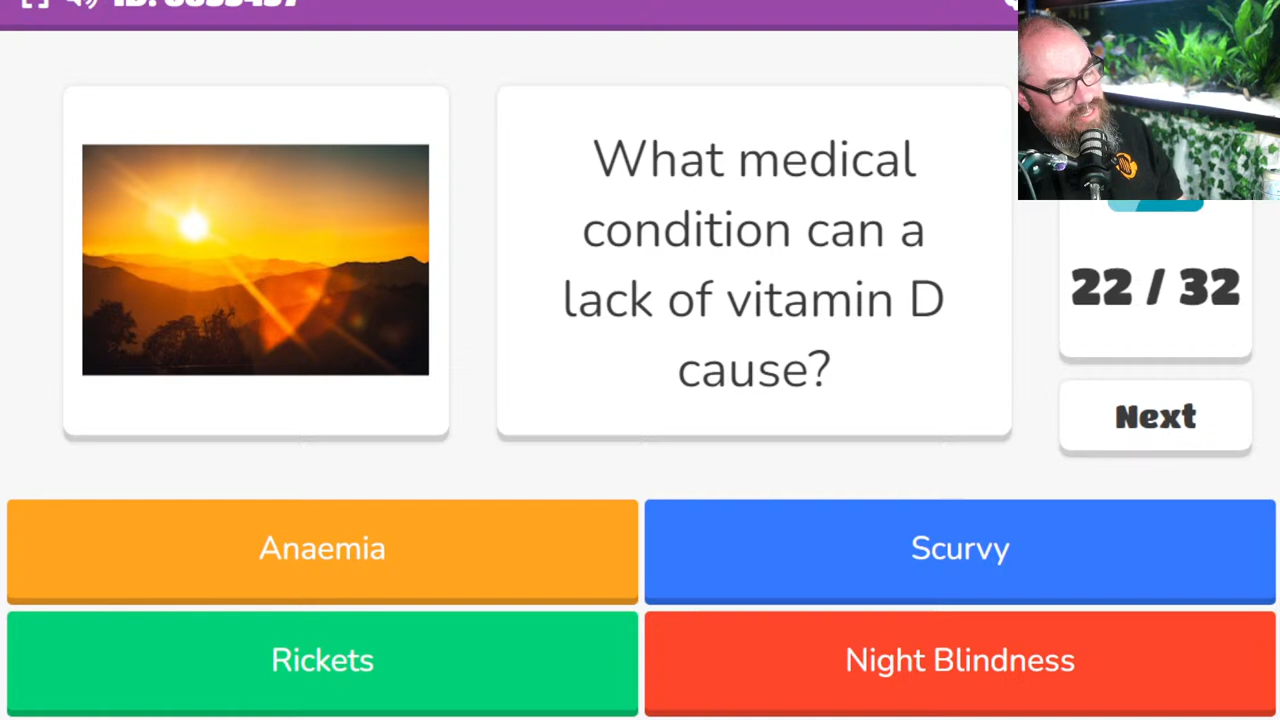 What medical
condition can a
lack of vitamin D
cause?
22 / 32
Next
Anaemia
Scurvy
Rickets
Night Blindness